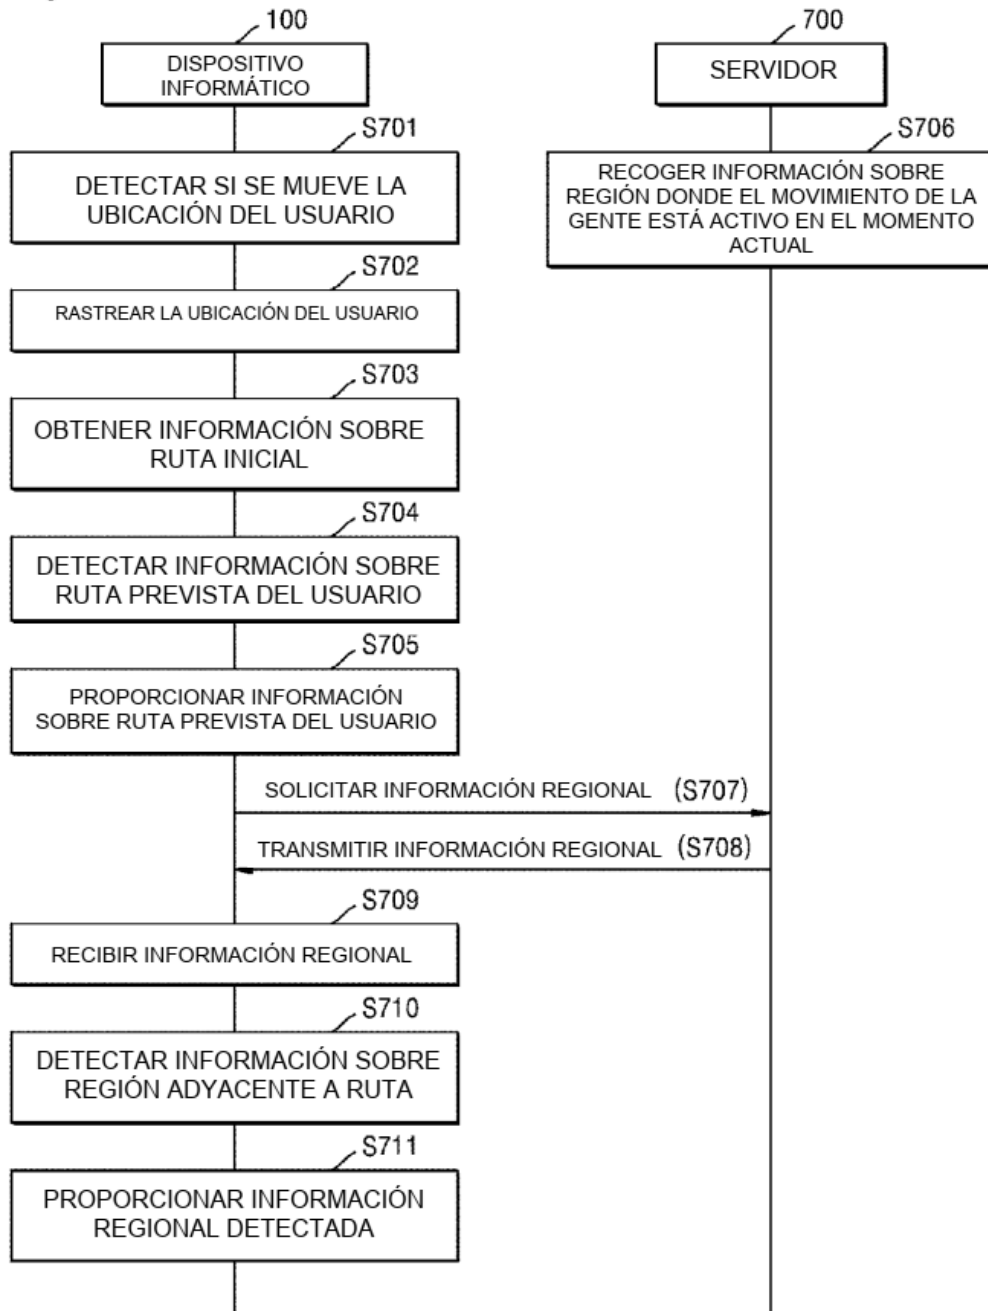 100
DISPOSITIVO
INFORMÁTICO
700
SERVIDOR
S701
DETECTAR SI SE MUEVE LA
UBICACIÓN DEL USUARIO
S706
RECOGER INFORMACIÓN SOBRE
REGIÓN DONDE EL MOVIMIENTO DE LA
GENTE ESTÁ ACTIVO EN EL MOMENTO
ACTUAL
S702
RASTREAR LA UBICACIÓN DEL USUARIO
S703
OBTENER INFORMACIÓN SOBRE
RUTA INICIAL
S704
DETECTAR INFORMACIÓN SOBRE
RUTA PREVISTA DEL USUARIO
S705
PROPORCIONAR INFORMACIÓN
SOBRE RUTA PREVISTA DEL USUARIO
SOLICITAR INFORMACIÓN REGIONAL (S707)
TRANSMITIR INFORMACIÓN REGIONAL (S708)
S709
RECIBIR INFORMACIÓN REGIONAL
S710
DETECTAR INFORMACIÓN SOBRE
REGIÓN ADYACENTE A RUTA
S711
PROPORCIONAR INFORMACIÓN
REGIONAL DETECTADA